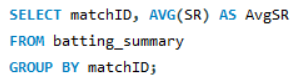 SELECT matchID, AVG(SR) AS AvgSR
FROM batting_summary
GROUP BY matchID;